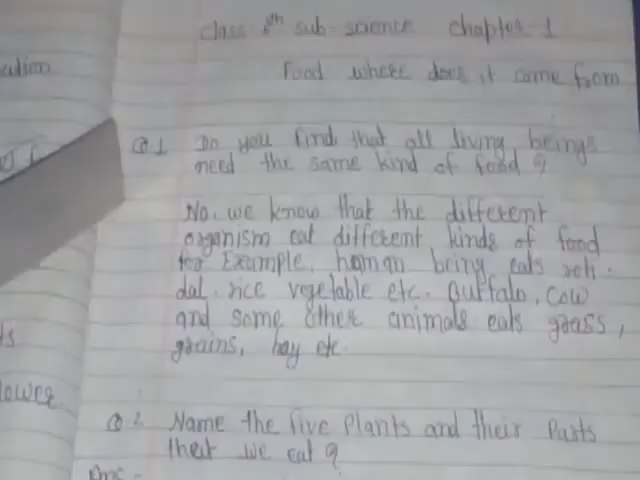 class 6th sub-science chapter-1
Food where does it come from
Q1 Do you find that all living beings
need the same kind of food ?
No. we know that the different
organism eat different kinds of food
for Example. human being eats roti.
dal. rice vegetable etc. Buffalo, cow
and some other animals eats grass,
grains, hay etc.
Q.2. Name the five Plants and their Parts
that we eat ?
Ans -